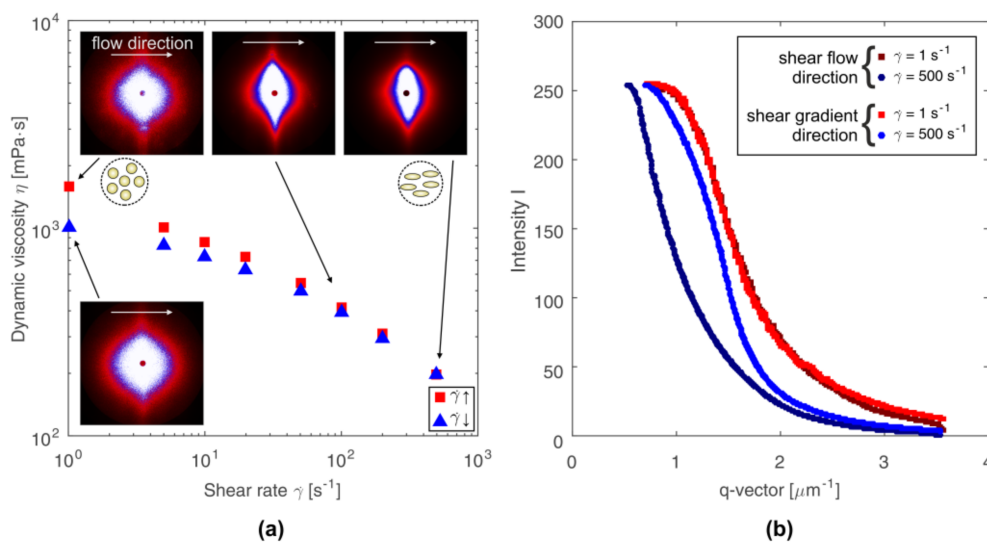 flow direction
10⁴
10³
10²
Dynamic viscosity η [mPa·s]
γ̇↑
γ̇↓
10⁰ 10¹ 10² 10³
Shear rate γ̇ [s⁻¹]
(a)
300
250
200
150
100
50
0
Intensity I
shear flow direction { γ̇ = 1 s⁻¹
γ̇ = 500 s⁻¹
shear gradient direction { γ̇ = 1 s⁻¹
γ̇ = 500 s⁻¹
0 1 2 3 4
q-vector [μm⁻¹]
(b)